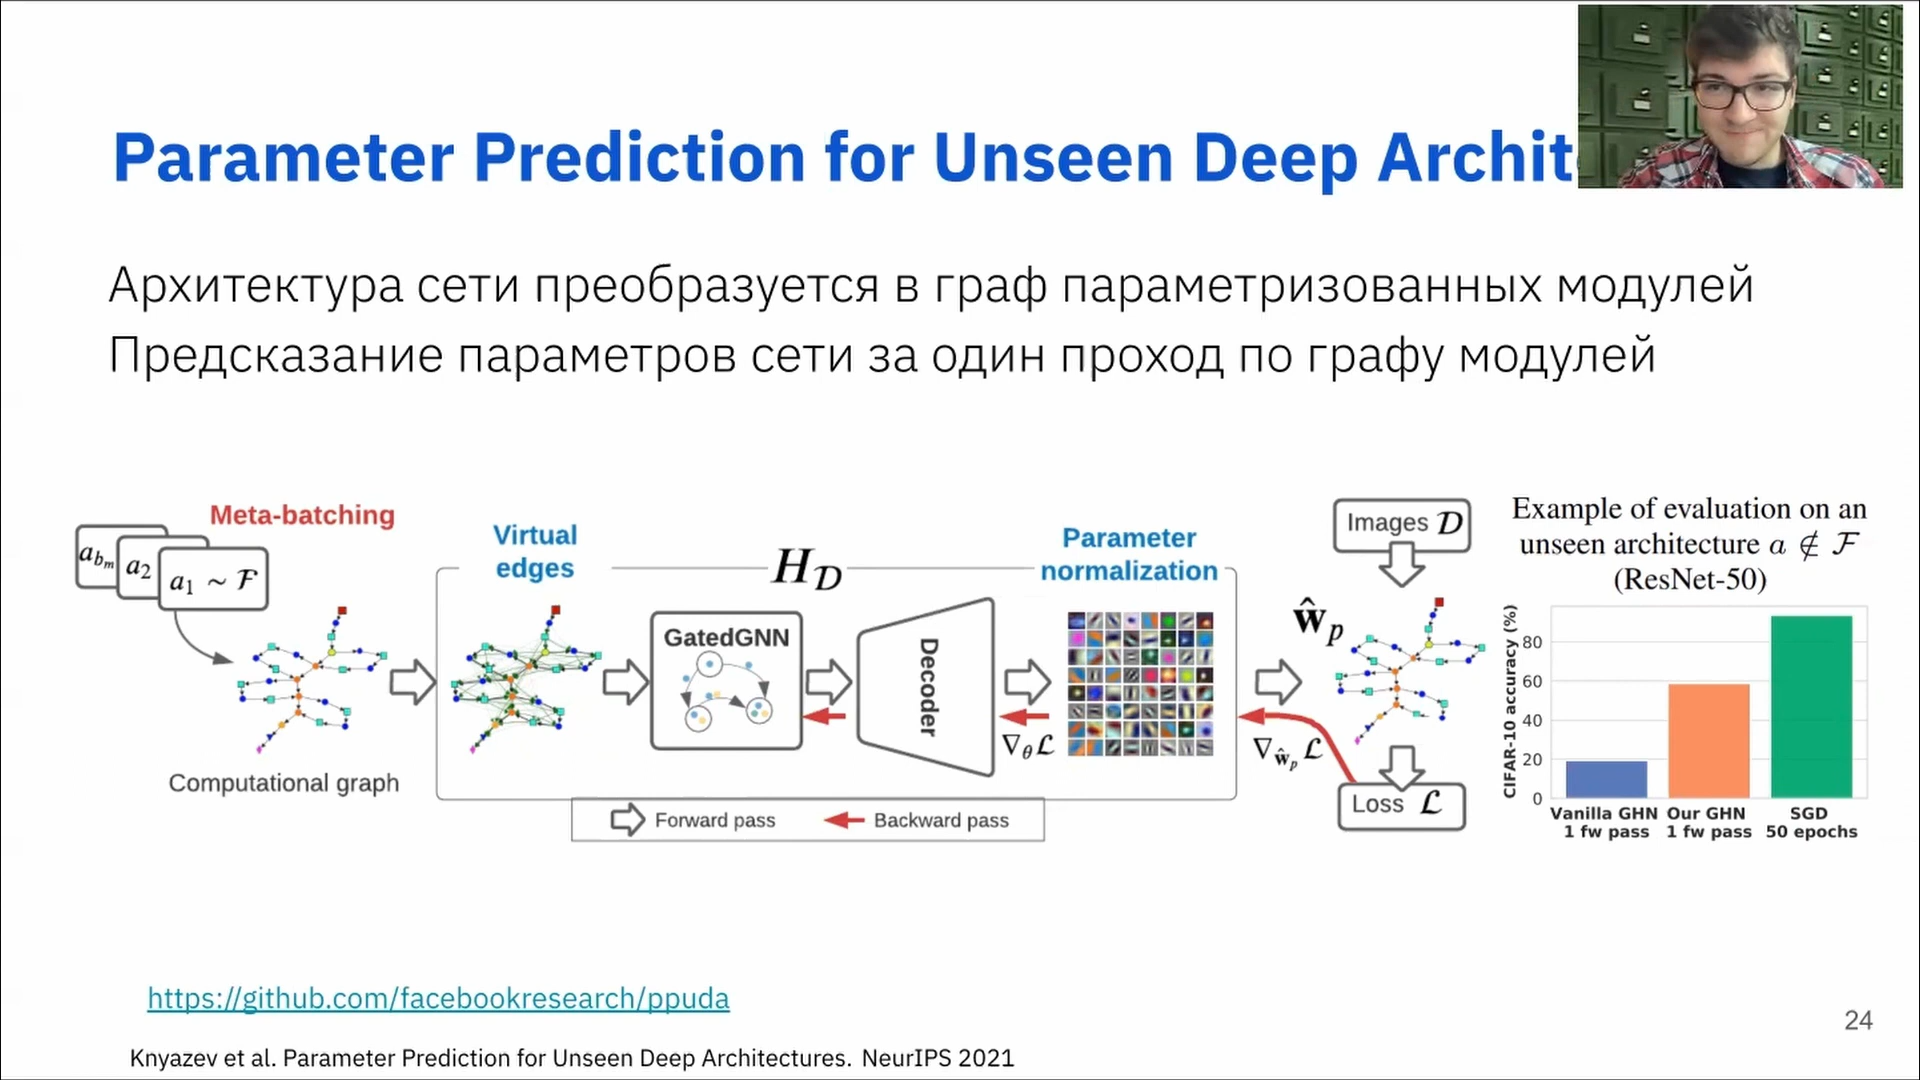 Parameter Prediction for Unseen Deep Archit
Архитектура сети преобразуется в граф параметризованных модулей
Предсказание параметров сети за один проход по графу модулей
Meta-batching
a_{b_m}
a_2
a_1 ∼ ℱ
Computational graph
Virtual
edges
H_𝒟
GatedGNN
Decoder
∇_θ ℒ
Parameter
normalization
∇_{ŵ_p} ℒ
ŵ_p
Images 𝒟
Loss ℒ
Forward pass
Backward pass
Example of evaluation on an
unseen architecture a ∉ ℱ
(ResNet-50)
CIFAR-10 accuracy (%)
80
60
40
20
0
Vanilla GHN
1 fw pass
Our GHN
1 fw pass
SGD
50 epochs
https://github.com/facebookresearch/ppuda
24
Knyazev et al. Parameter Prediction for Unseen Deep Architectures. NeurIPS 2021